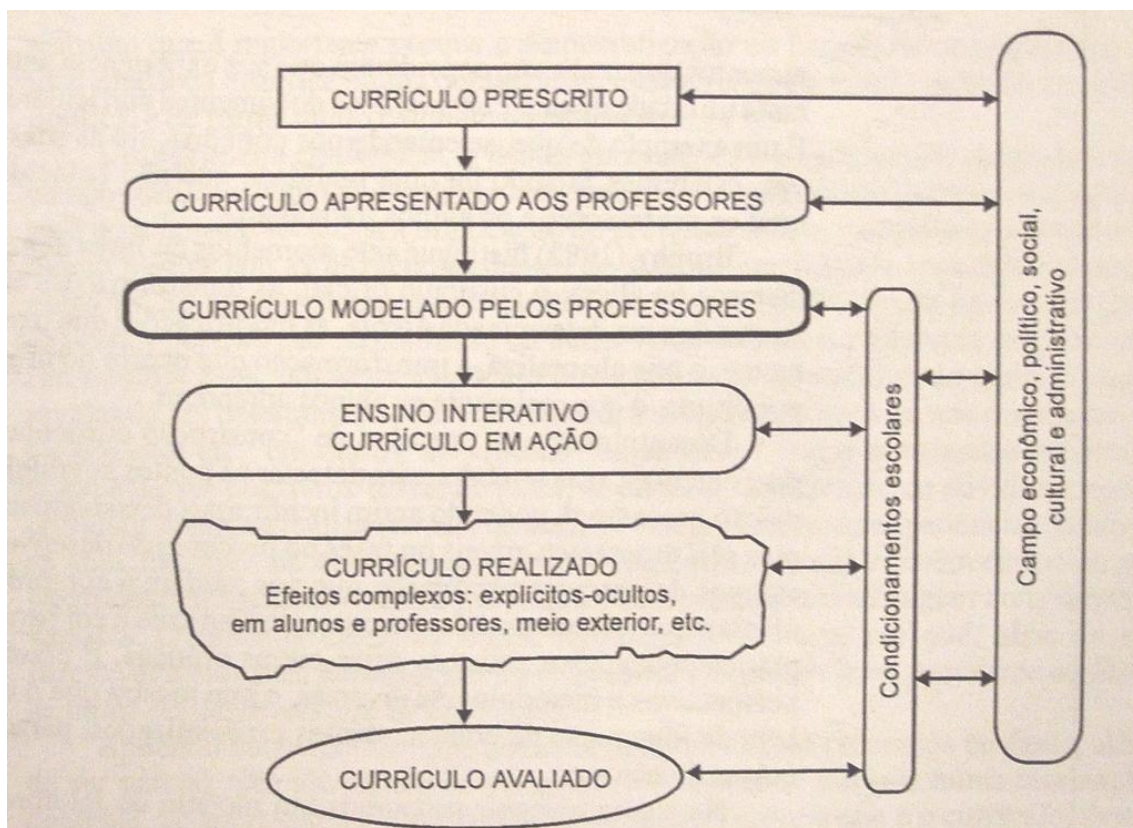 CURRÍCULO PRESCRITO
CURRÍCULO APRESENTADO AOS PROFESSORES
CURRÍCULO MODELADO PELOS PROFESSORES
ENSINO INTERATIVO
CURRÍCULO EM AÇÃO
CURRÍCULO REALIZADO
Efeitos complexos: explícitos-ocultos,
em alunos e professores, meio exterior, etc.
CURRÍCULO AVALIADO
Condicionamentos escolares
Campo econômico, político, social,
cultural e administrativo